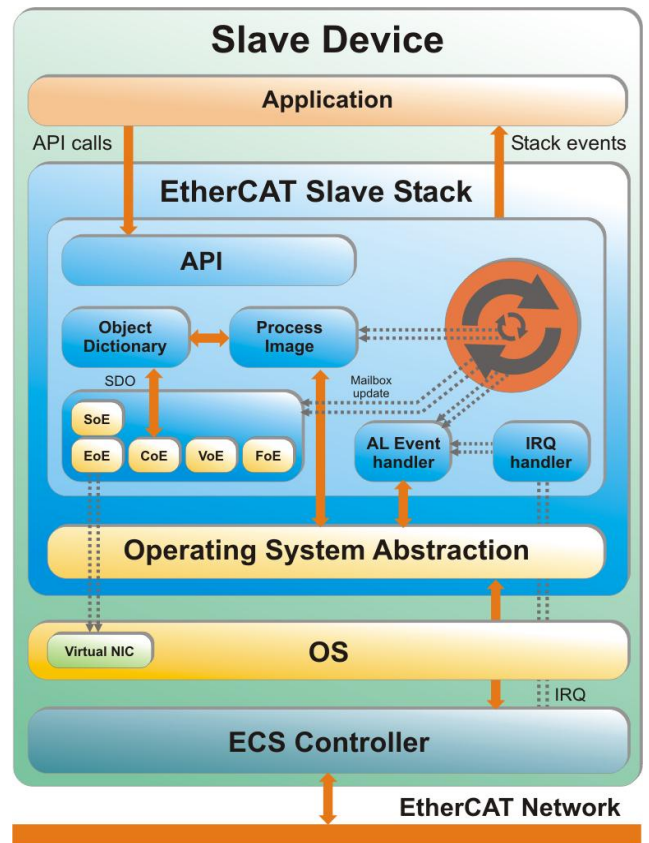 Slave Device
Application
API calls
Stack events
EtherCAT Slave Stack
API
Object
Dictionary
Process
Image
SDO
Mailbox
update
SoE
EoE
CoE
VoE
FoE
AL Event
handler
IRQ
handler
Operating System Abstraction
Virtual NIC
OS
IRQ
ECS Controller
EtherCAT Network